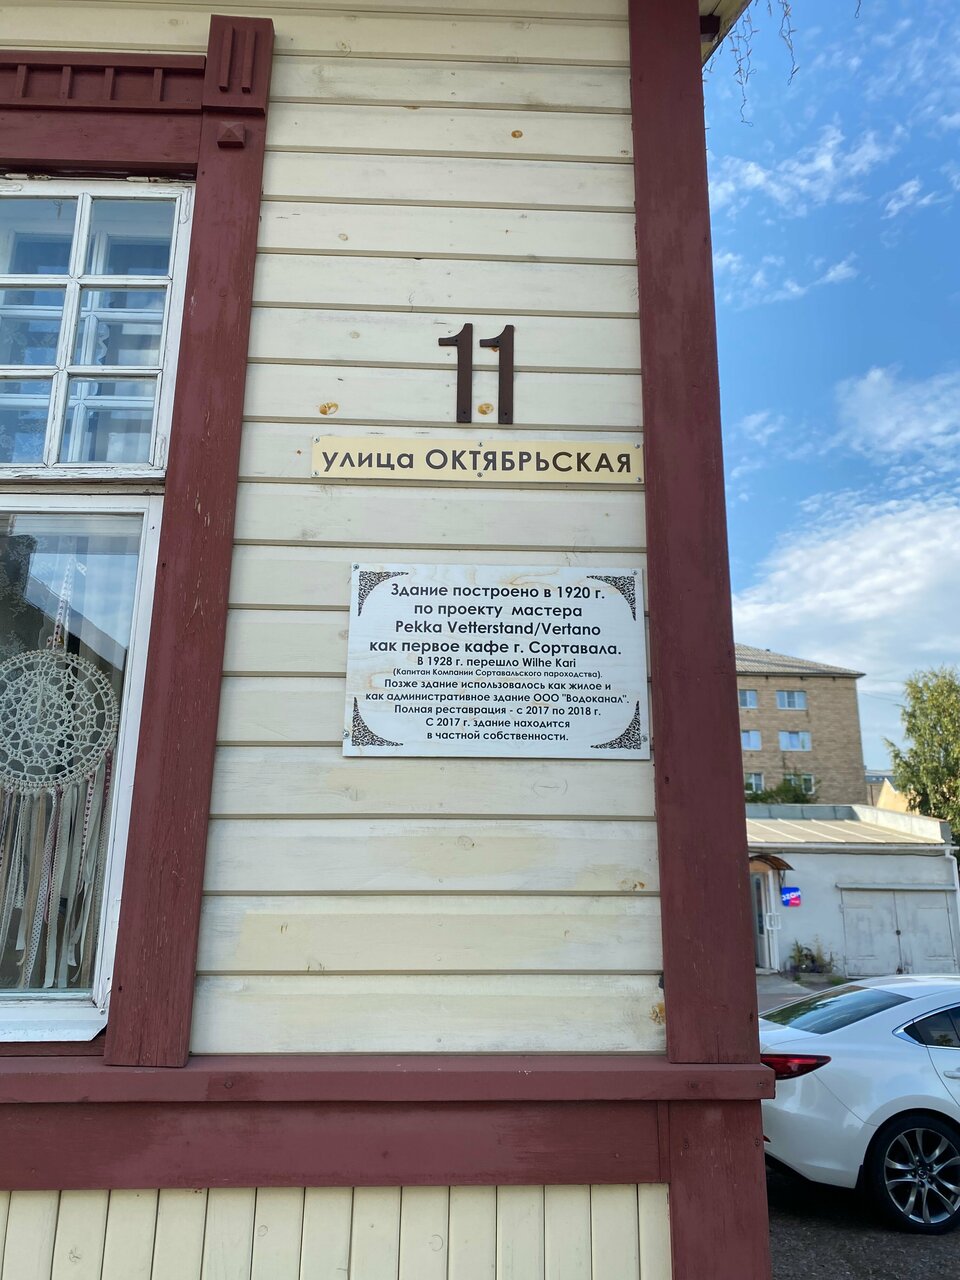 11
улица ОКТЯБРЬСКАЯ
Здание построено в 1920 г.
по проекту мастера
Pekka Vetterstand/Vertano
как первое кафе г. Сортавала.
В 1928 г. перешло Wilhe Kari
(Капитан Компании Сортавальского пароходства).
Позже здание использовалось как жилое и
как административное здание ООО "Водоканал".
Полная реставрация - с 2017 по 2018 г.
С 2017 г. здание находится
в частной собственности.
OZON